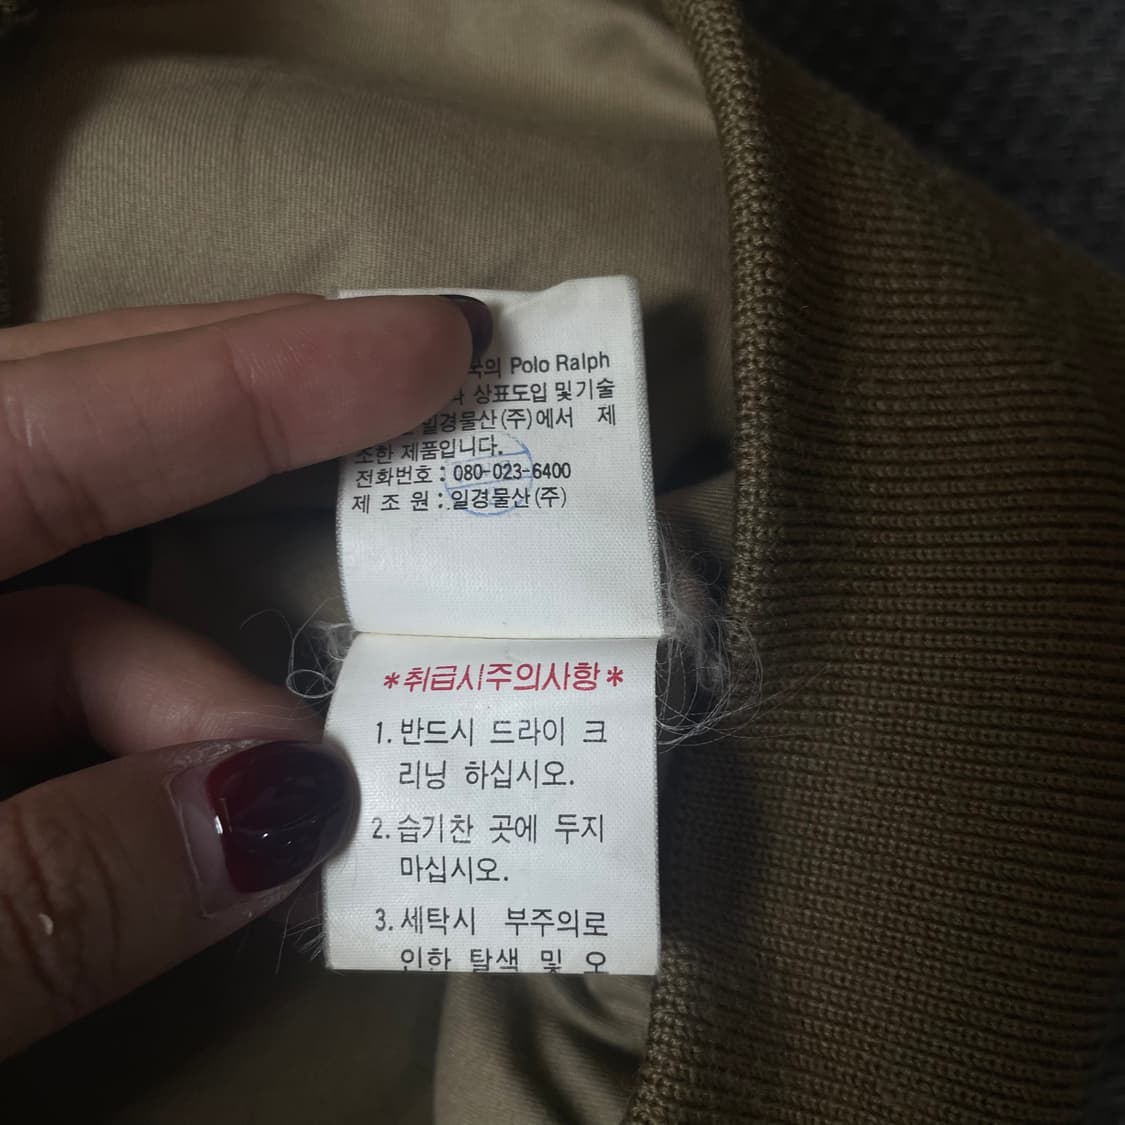 Polo Ralph
상표도입 및 기술
일경물산(주)에서 제
조한 제품입니다.
전화번호 : 080-023-6400
제 조 원 : 일경물산(주)
*취급시주의사항*
1. 반드시 드라이 크
리닝 하십시오.
2. 습기찬 곳에 두지
마십시오.
3. 세탁시 부주의로
인한 탈색 및 오